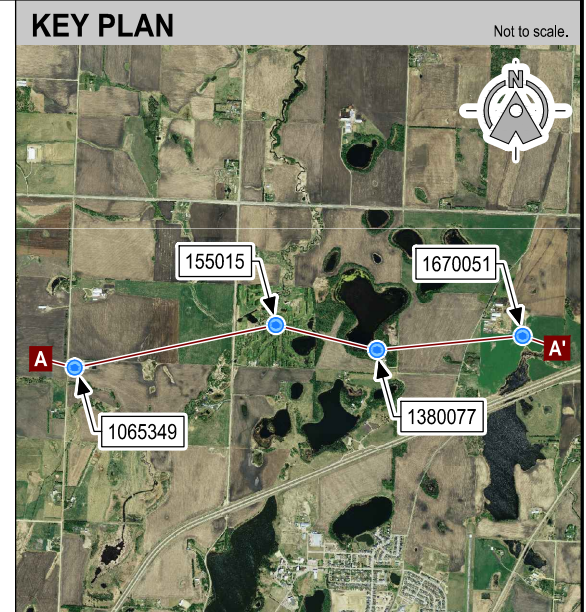 KEY PLAN
Not to scale.
N
155015
1670051
A
A'
1065349
1380077